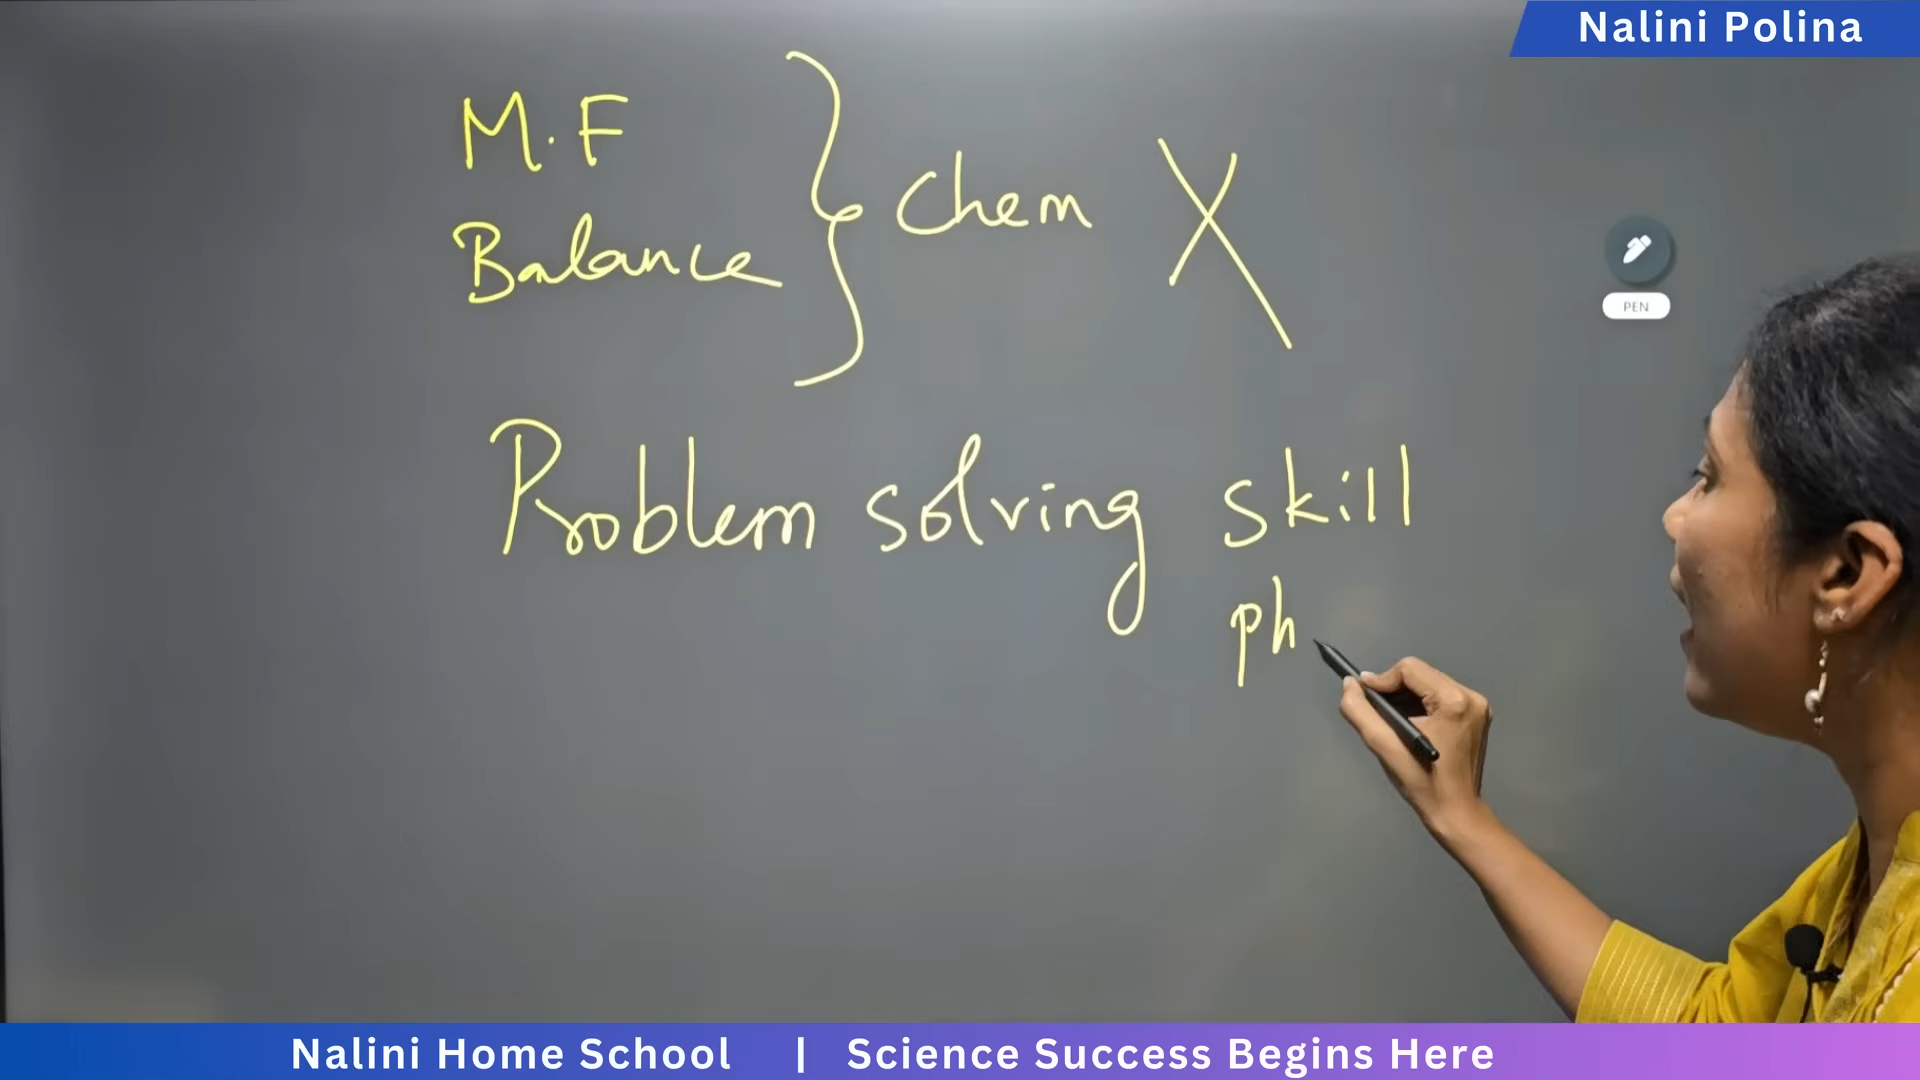 Nalini Polina
M.F
Balance } Chem X
PEN
Problem solving skill
ph
Nalini Home School | Science Success Begins Here